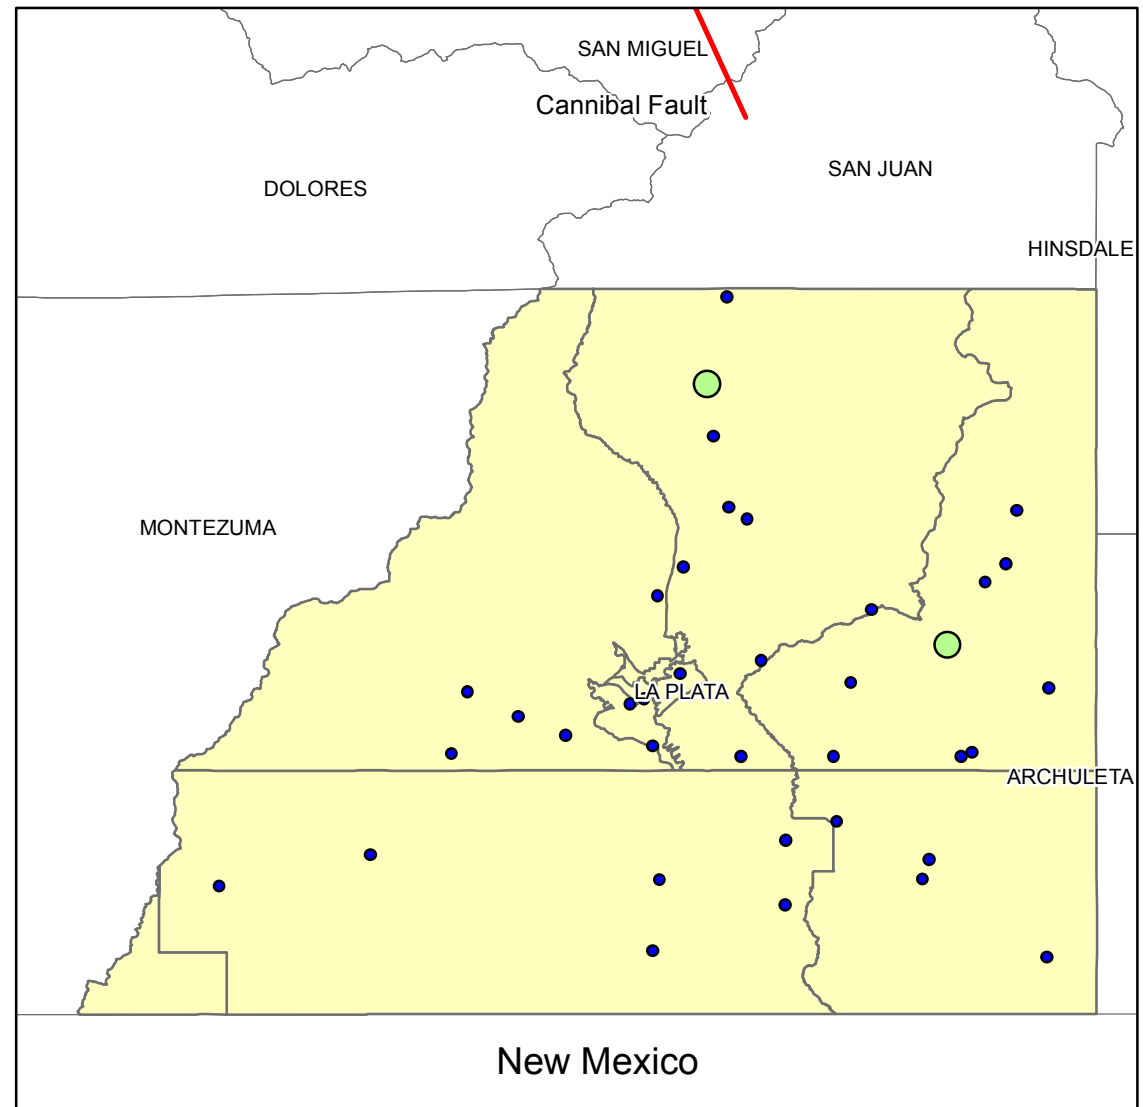 SAN MIGUEL
Cannibal Fault
SAN JUAN
DOLORES
HINSDALE
MONTEZUMA
LA PLATA
ARCHULETA
New Mexico